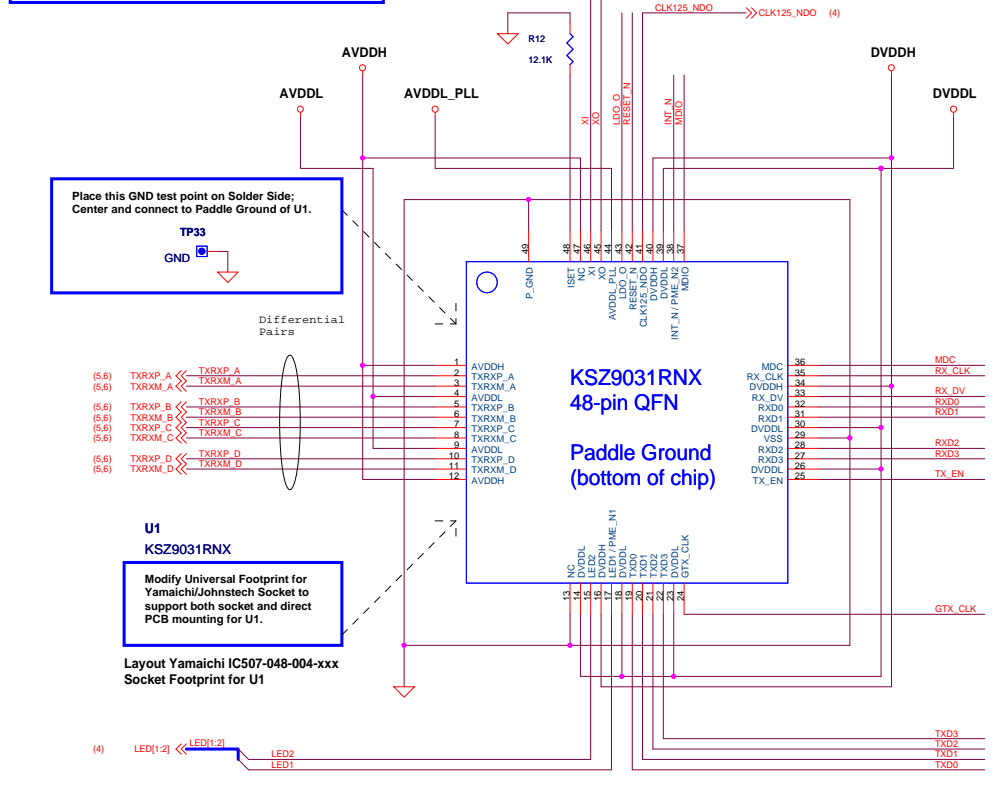 CLK125_NDO
CLK125_NDO (4)
R12
12.1K
AVDDH
DVDDH
AVDDL
AVDDL_PLL
DVDDL
XI
XO
LDO_O
RESET_N
INT_N
MDIO
Place this GND test point on Solder Side;
Center and connect to Paddle Ground of U1.
TP33
GND
49
48
47
46
45
44
43
42
41
40
39
38
37
P_GND
ISET
NC
XI
XO
AVDDL_PLL
LDO_O
RESET_N
CLK125_NDO
DVDDH
DVDDL
INT_N / PME_N2
MDIO
Differential
Pairs
(5,6) TXRXP_A TXRXP_A 2 TXRXP_A
(5,6) TXRXM_A TXRXM_A 3 TXRXM_A
(5,6) TXRXP_B TXRXP_B 5 TXRXP_B
(5,6) TXRXM_B TXRXM_B 6 TXRXM_B
(5,6) TXRXP_C TXRXP_C 7 TXRXP_C
(5,6) TXRXM_C TXRXM_C 8 TXRXM_C
(5,6) TXRXP_D TXRXP_D 10 TXRXP_D
(5,6) TXRXM_D TXRXM_D 11 TXRXM_D
1 AVDDH
4 AVDDL
9 AVDDL
12 AVDDH
KSZ9031RNX
48-pin QFN
Paddle Ground
(bottom of chip)
MDC 36 MDC
RX_CLK 35 RX_CLK
DVDDH 34
RX_DV 33 RX_DV
RXD0 32 RXD0
RXD1 31 RXD1
DVDDL 30
VSS 29
RXD2 28 RXD2
RXD3 27 RXD3
DVDDL 26
TX_EN 25 TX_EN
U1
KSZ9031RNX
Modify Universal Footprint for
Yamaichi/Johnstech Socket to
support both socket and direct
PCB mounting for U1.
Layout Yamaichi IC507-048-004-xxx
Socket Footprint for U1
NC
DVDDL
LED2
DVDDH
LED1 / PME_N1
DVDDL
TXD0
TXD1
TXD2
TXD3
DVDDL
GTX_CLK
13
14
15
16
17
18
19
20
21
22
23
24
GTX_CLK
(4) LED[1:2] LED[1:2]
LED2
LED1
TXD3
TXD2
TXD1
TXD0